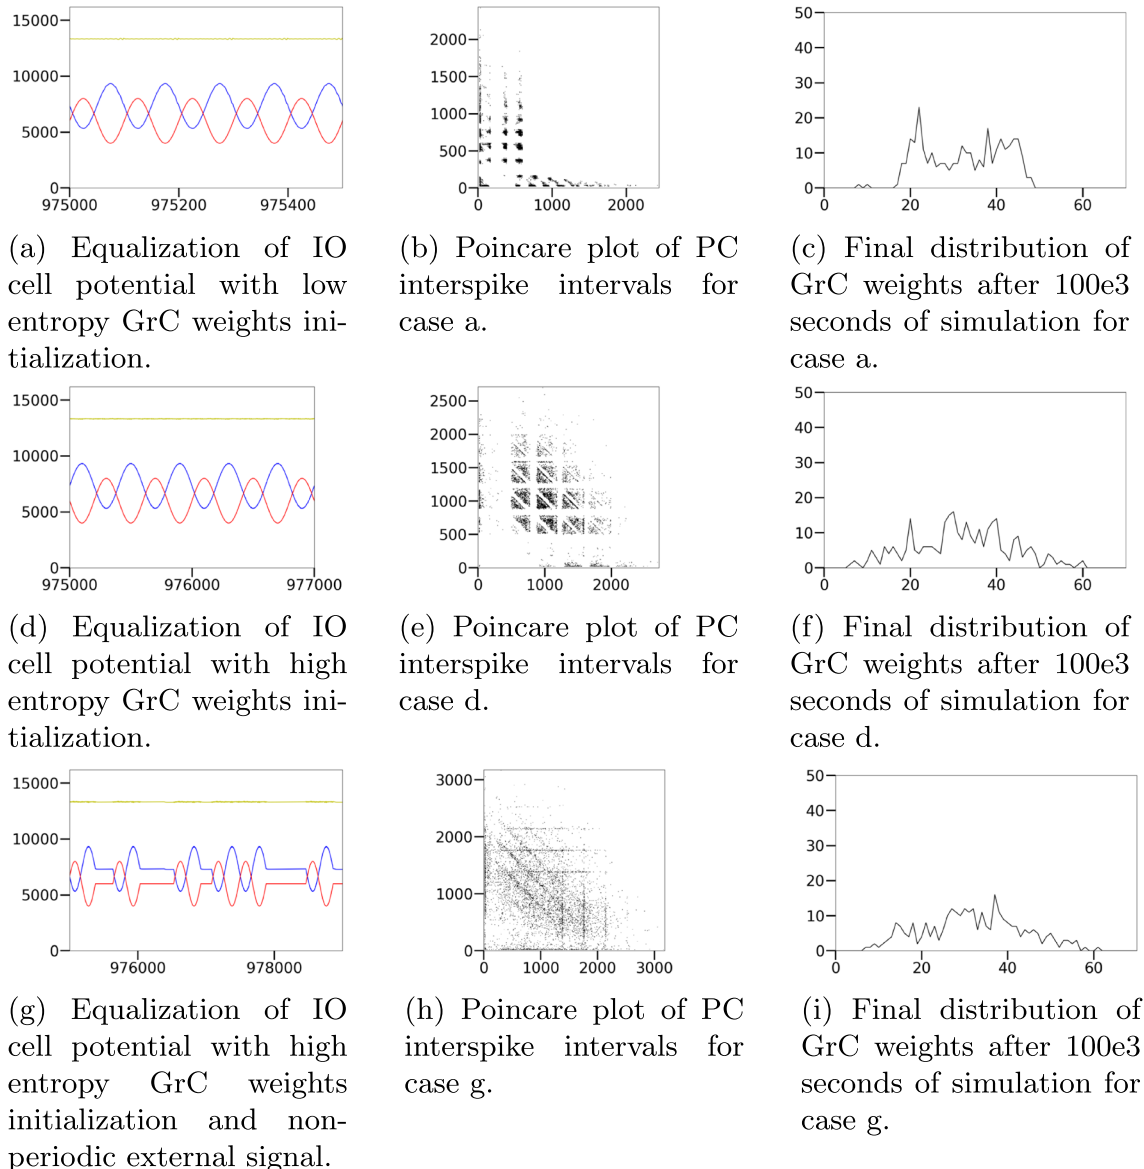 15000
10000
5000
0
975000
975200
975400
2000
1500
1000
500
0
0
1000
2000
50
40
30
20
10
0
0
20
40
60
(a) Equalization of IO
cell potential with low
entropy GrC weights ini-
tialization.
(b) Poincare plot of PC
interspike intervals for
case a.
(c) Final distribution of
GrC weights after 100e3
seconds of simulation for
case a.
15000
10000
5000
0
975000
976000
977000
2500
2000
1500
1000
500
0
0
1000
2000
50
40
30
20
10
0
0
20
40
60
(d) Equalization of IO
cell potential with high
entropy GrC weights ini-
tialization.
(e) Poincare plot of PC
interspike intervals for
case d.
(f) Final distribution of
GrC weights after 100e3
seconds of simulation for
case d.
15000
10000
5000
0
976000
978000
3000
2000
1000
0
0
1000
2000
3000
50
40
30
20
10
0
0
20
40
60
(g) Equalization of IO
cell potential with high
entropy GrC weights
initialization and non-
periodic external signal.
(h) Poincare plot of PC
interspike intervals for
case g.
(i) Final distribution of
GrC weights after 100e3
seconds of simulation for
case g.